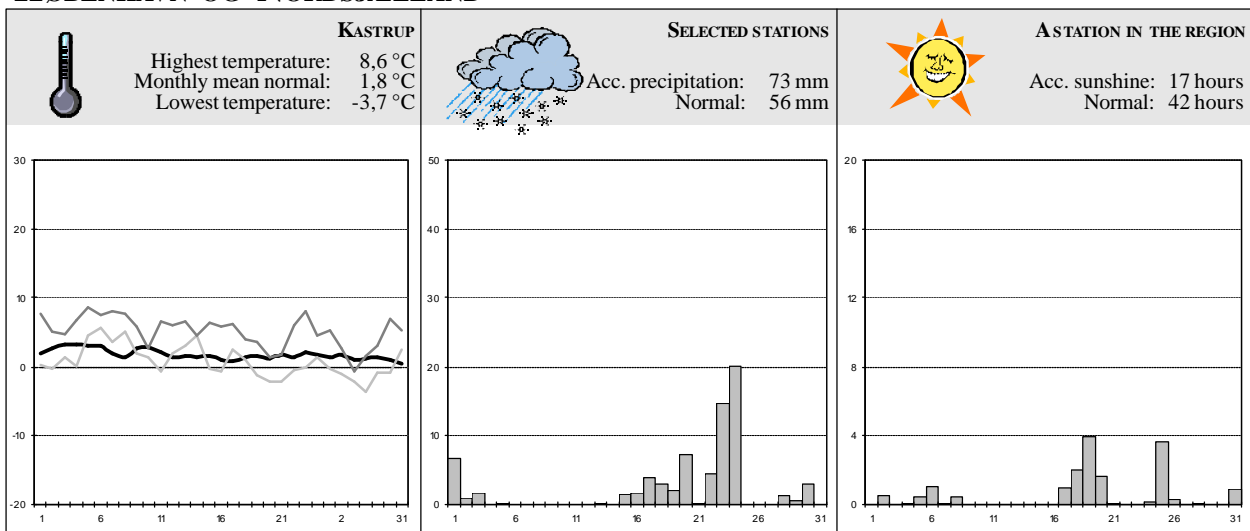 KASTRUP
Highest temperature: 8,6 °C
Monthly mean normal: 1,8 °C
Lowest temperature: -3,7 °C
SELECTED STATIONS
Acc. precipitation: 73 mm
Normal: 56 mm
A STATION IN THE REGION
Acc. sunshine: 17 hours
Normal: 42 hours
30
20
10
0
-10
-20
1 6 11 16 21 2 31
50
40
30
20
10
0
1 6 11 16 21 26 31
20
16
12
8
4
0
1 6 11 16 21 26 31